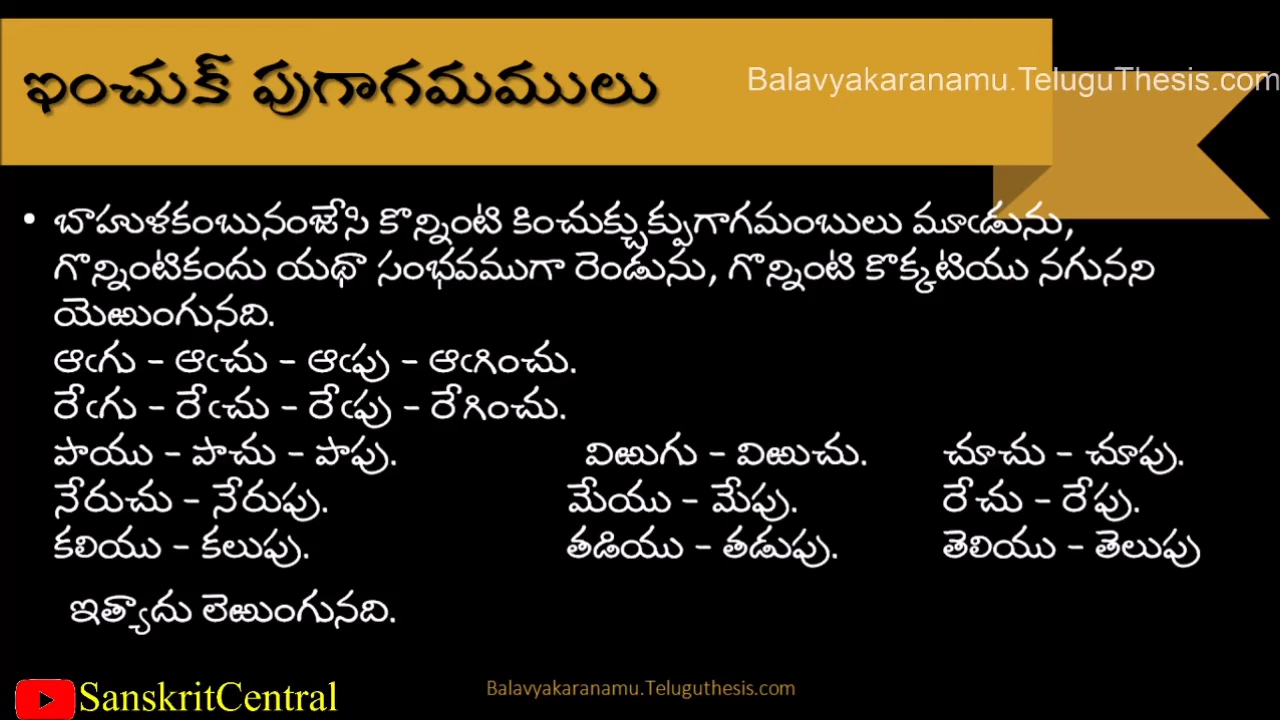 ఇంచుక్ పుగాగమములు
Balavyakaranamu.TeluguThesis.com
• బాహుళకంబునంజేసి కొన్నింటి కించుక్చుక్పుగాగమంబులు మూఁడును,
గొన్నింటికందు యథా సంభవముగా రెండును, గొన్నింటి కొక్కటియు నగునని
యెఱుంగునది.
ఆఁగు – ఆఁచు – ఆఁపు – ఆఁగించు.
రేఁగు – రేఁచు – రేఁపు – రేగించు.
పాయు – పాచు – పాపు. విఱుగు – విఱుచు. చూచు – చూపు.
నేరుచు – నేరుపు. మేయు – మేపు. రేచు – రేపు.
కలియు – కలుపు. తడియు – తడుపు. తెలియు – తెలుపు
ఇత్యాదు లెఱుంగునది.
SanskritCentral
Balavyakaranamu.Teluguthesis.com